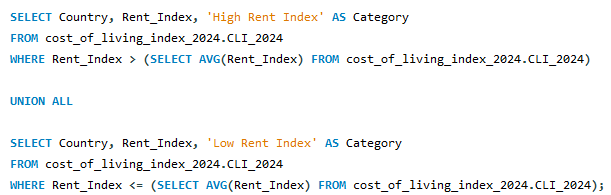 SELECT Country, Rent_Index, 'High Rent Index' AS Category
FROM cost_of_living_index_2024.CLI_2024
WHERE Rent_Index > (SELECT AVG(Rent_Index) FROM cost_of_living_index_2024.CLI_2024)
UNION ALL
SELECT Country, Rent_Index, 'Low Rent Index' AS Category
FROM cost_of_living_index_2024.CLI_2024
WHERE Rent_Index <= (SELECT AVG(Rent_Index) FROM cost_of_living_index_2024.CLI_2024);